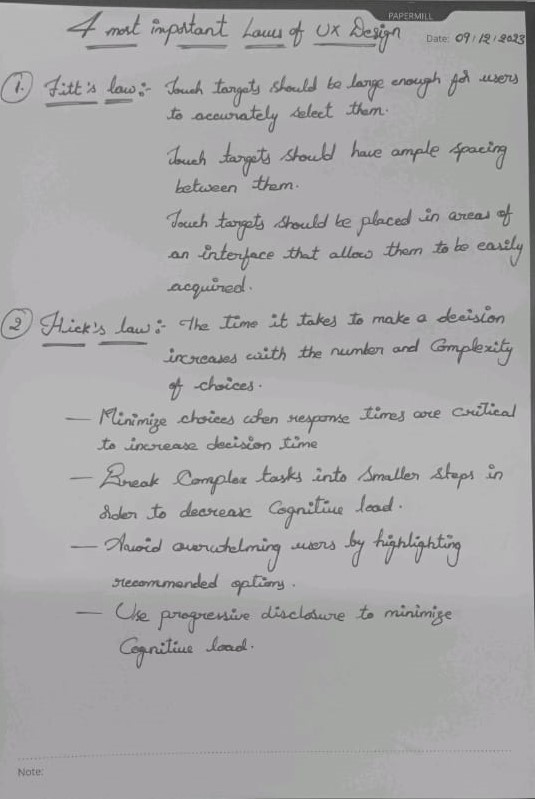 PAPERMILL
4 most important Laws of UX Design
Date: 09/12/2023
1. Fitt's law:- Touch targets should be large enough for users
to accurately select them.
Touch targets should have ample spacing
between them.
Touch targets should be placed in areas of
an interface that allow them to be easily
acquired.
2 Hick's law:- The time it takes to make a decision
increases with the number and Complexity
of choices.
— Minimize choices when response times are critical
to increase decision time
— Break Complex tasks into smaller steps in
order to decrease Cognitive load.
— Avoid overwhelming users by highlighting
recommended options.
— Use progressive disclosure to minimize
Cognitive load.
Note: